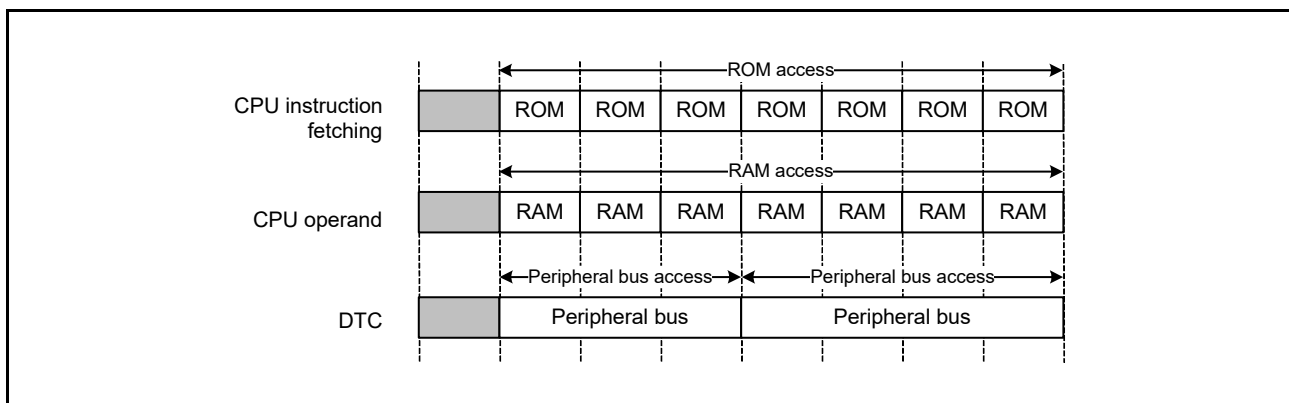 ROM access
CPU instruction
fetching
ROM ROM ROM ROM ROM ROM ROM
RAM access
CPU operand
RAM RAM RAM RAM RAM RAM RAM
Peripheral bus access Peripheral bus access
DTC
Peripheral bus Peripheral bus